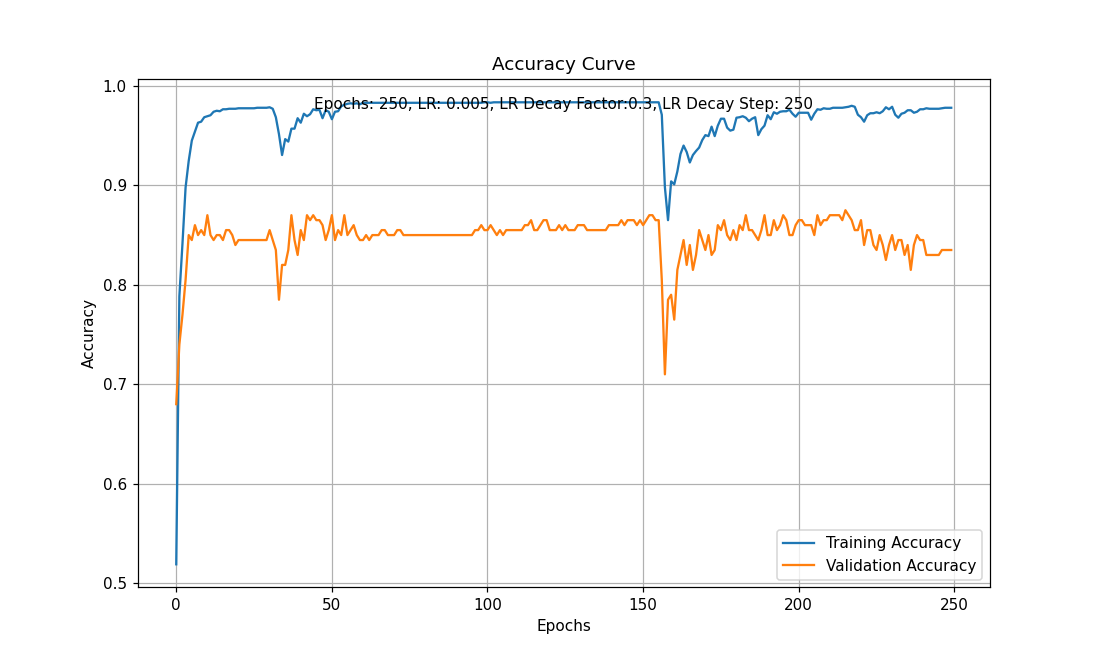 Accuracy Curve
Epochs: 250, LR: 0.005, LR Decay Factor:0.3, LR Decay Step: 250
1.0
0.9
0.8
0.7
0.6
0.5
Accuracy
Training Accuracy
Validation Accuracy
0 50 100 150 200 250
Epochs